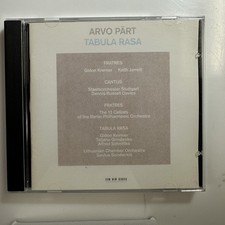 ARVO PÄRT
TABULA RASA
FRATRES
Gidon Kremer Keith Jarrett
CANTUS
Staatsorchester Stuttgart
Dennis Russell Davies
FRATRES
The 12 Cellists
of the Berlin Philharmonic Orchestra
TABULA RASA
Gidon Kremer
Tatjana Grindenko
Alfred Schnittke
Lithuanian Chamber Orchestra
Saulus Sondeckis